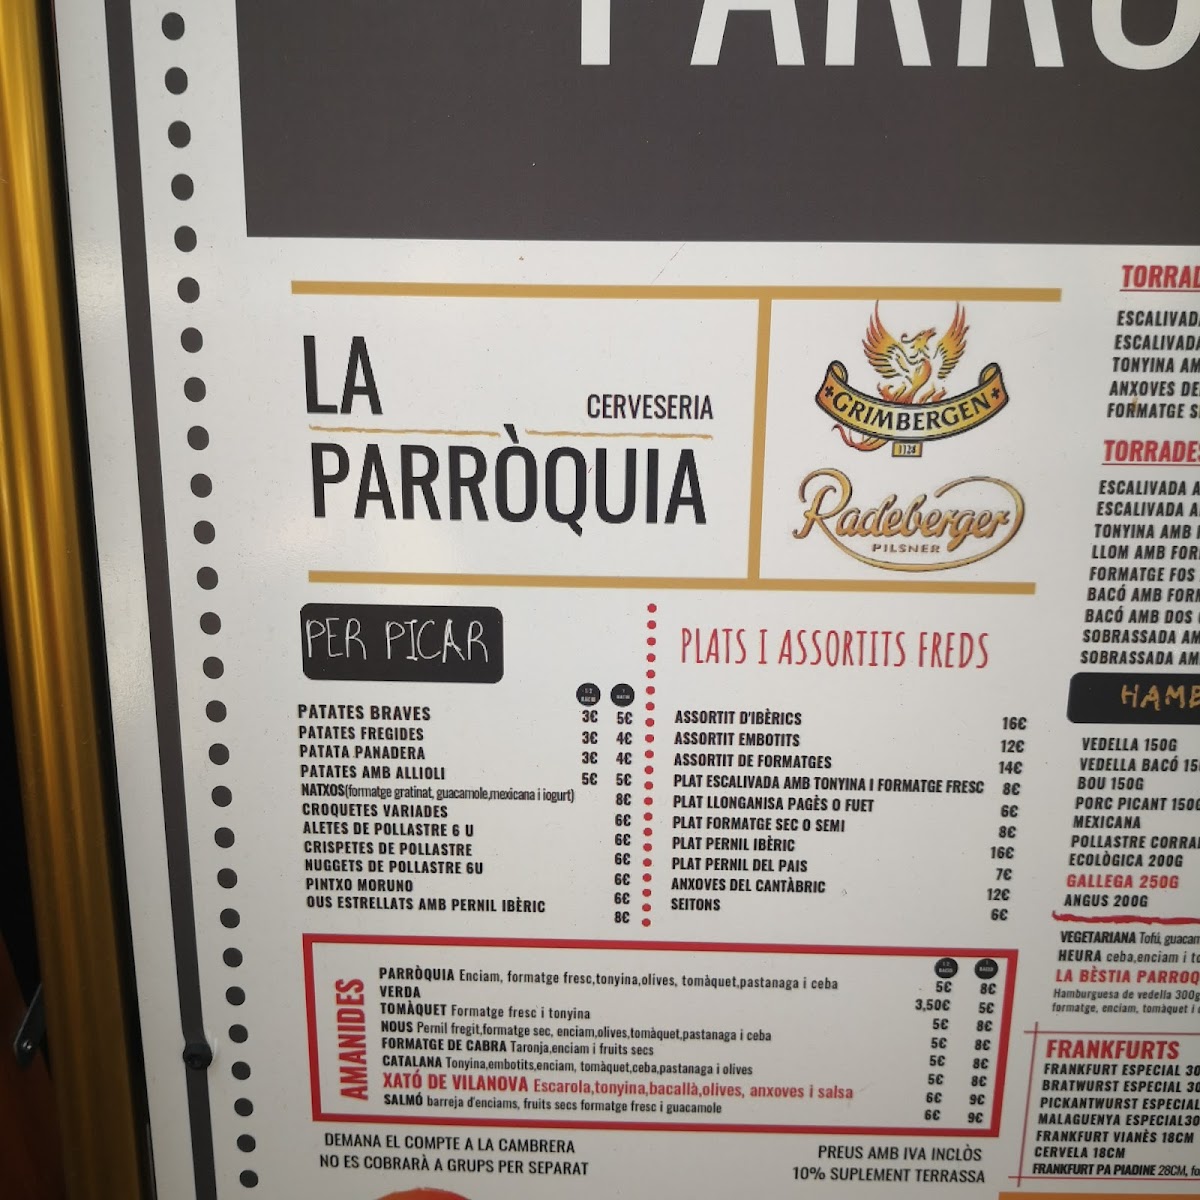 LA
CERVESERIA
PARRÒQUIA
GRIMBERGEN
1128
Radeberger
PILSNER
PER PICAR
PATATES BRAVES 3€ 5€
PATATES FREGIDES 3€ 4€
PATATA PANADERA 3€ 4€
PATATES AMB ALLIOLI 5€ 5€
NATXOS(formatge gratinat, guacamole,mexicana i iogurt) 8€
CROQUETES VARIADES 6€
ALETES DE POLLASTRE 6 U 6€
CRISPETES DE POLLASTRE 6€
NUGGETS DE POLLASTRE 6U 6€
PINTXO MORUNO 6€
OUS ESTRELLATS AMB PERNIL IBÈRIC 8€
PLATS I ASSORTITS FREDS
ASSORTIT D'IBÈRICS 16€
ASSORTIT EMBOTITS 12€
ASSORTIT DE FORMATGES 14€
PLAT ESCALIVADA AMB TONYINA I FORMATGE FRESC 8€
PLAT LLONGANISA PAGÈS O FUET 6€
PLAT FORMATGE SEC O SEMI 8€
PLAT PERNIL IBÈRIC 16€
PLAT PERNIL DEL PAIS 7€
ANXOVES DEL CANTÀBRIC 12€
SEITONS 6€
AMANIDES
PARRÒQUIA Enciam, formatge fresc,tonyina,olives, tomàquet,pastanaga i ceba 5€ 8€
VERDA 3,50€ 5€
TOMÀQUET Formatge fresc i tonyina 5€ 8€
NOUS Pernil fregit,formatge sec, enciam,olives,tomàquet,pastanaga i ceba 5€ 8€
FORMATGE DE CABRA Taronja,enciam i fruits secs 5€ 8€
CATALANA Tonyina,embotits,enciam, tomàquet,ceba,pastanaga i olives 5€ 8€
XATÓ DE VILANOVA Escarola,tonyina,bacallà,olives, anxoves i salsa 6€ 9€
SALMÓ barreja d'enciams, fruits secs formatge fresc i guacamole 6€ 9€
DEMANA EL COMPTE A LA CAMBRERA
NO ES COBRARÀ A GRUPS PER SEPARAT
PREUS AMB IVA INCLÒS
10% SUPLEMENT TERRASSA
TORRAD
ESCALIVADA
ESCALIVADA
TONYINA AM
ANXOVES DE
FORMATGE S
TORRADES
ESCALIVADA A
ESCALIVADA A
TONYINA AMB
LLOM AMB FOR
FORMATGE FOS
BACÓ AMB FORM
BACÓ AMB DOS
SOBRASSADA AM
SOBRASSADA AM
HAMB
VEDELLA 150G
VEDELLA BACÓ 15
BOU 150G
PORC PICANT 150G
MEXICANA
POLLASTRE CORRA
ECOLÒGICA 200G
GALLEGA 250G
ANGUS 200G
VEGETARIANA Tofú, guacam
HEURA ceba,enciam i to
LA BÈSTIA PARROQ
Hamburguesa de vedella 300g
formatge, enciam, tomàquet i
FRANKFURTS
FRANKFURT ESPECIAL 30
BRATWURST ESPECIAL 30
PICKANTWURST ESPECIAL
MALAGUENYA ESPECIAL30
FRANKFURT VIANÈS 18CM
CERVELA 18CM
FRANKFURT PA PIADINE 28CM, fo